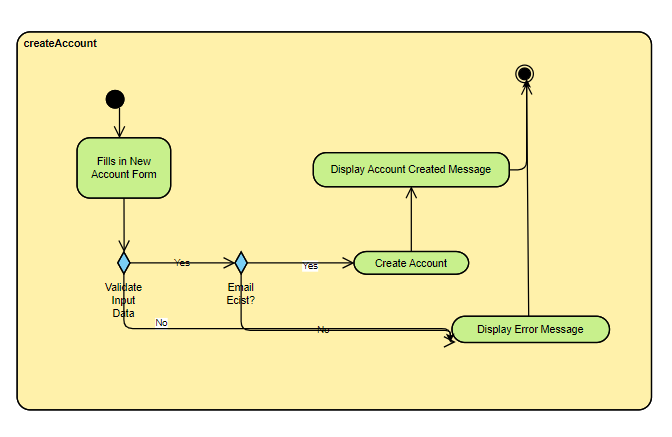 createAccount
Fills in New
Account Form
Display Account Created Message
Yes
Yes
Create Account
Validate
Input
Data
Email
Ecist?
No
No
Display Error Message